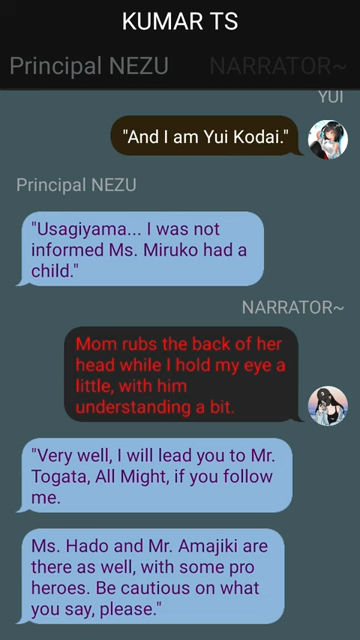 KUMAR TS
Principal NEZU
NARRATOR~
YUI
"And I am Yui Kodai."
Principal NEZU
"Usagiyama... I was not
informed Ms. Miruko had a
child."
NARRATOR~
Mom rubs the back of her
head while I hold my eye a
little, with him
understanding a bit.
"Very well, I will lead you to Mr.
Togata, All Might, if you follow
me.
Ms. Hado and Mr. Amajiki are
there as well, with some pro
heroes. Be cautious on what
you say, please."